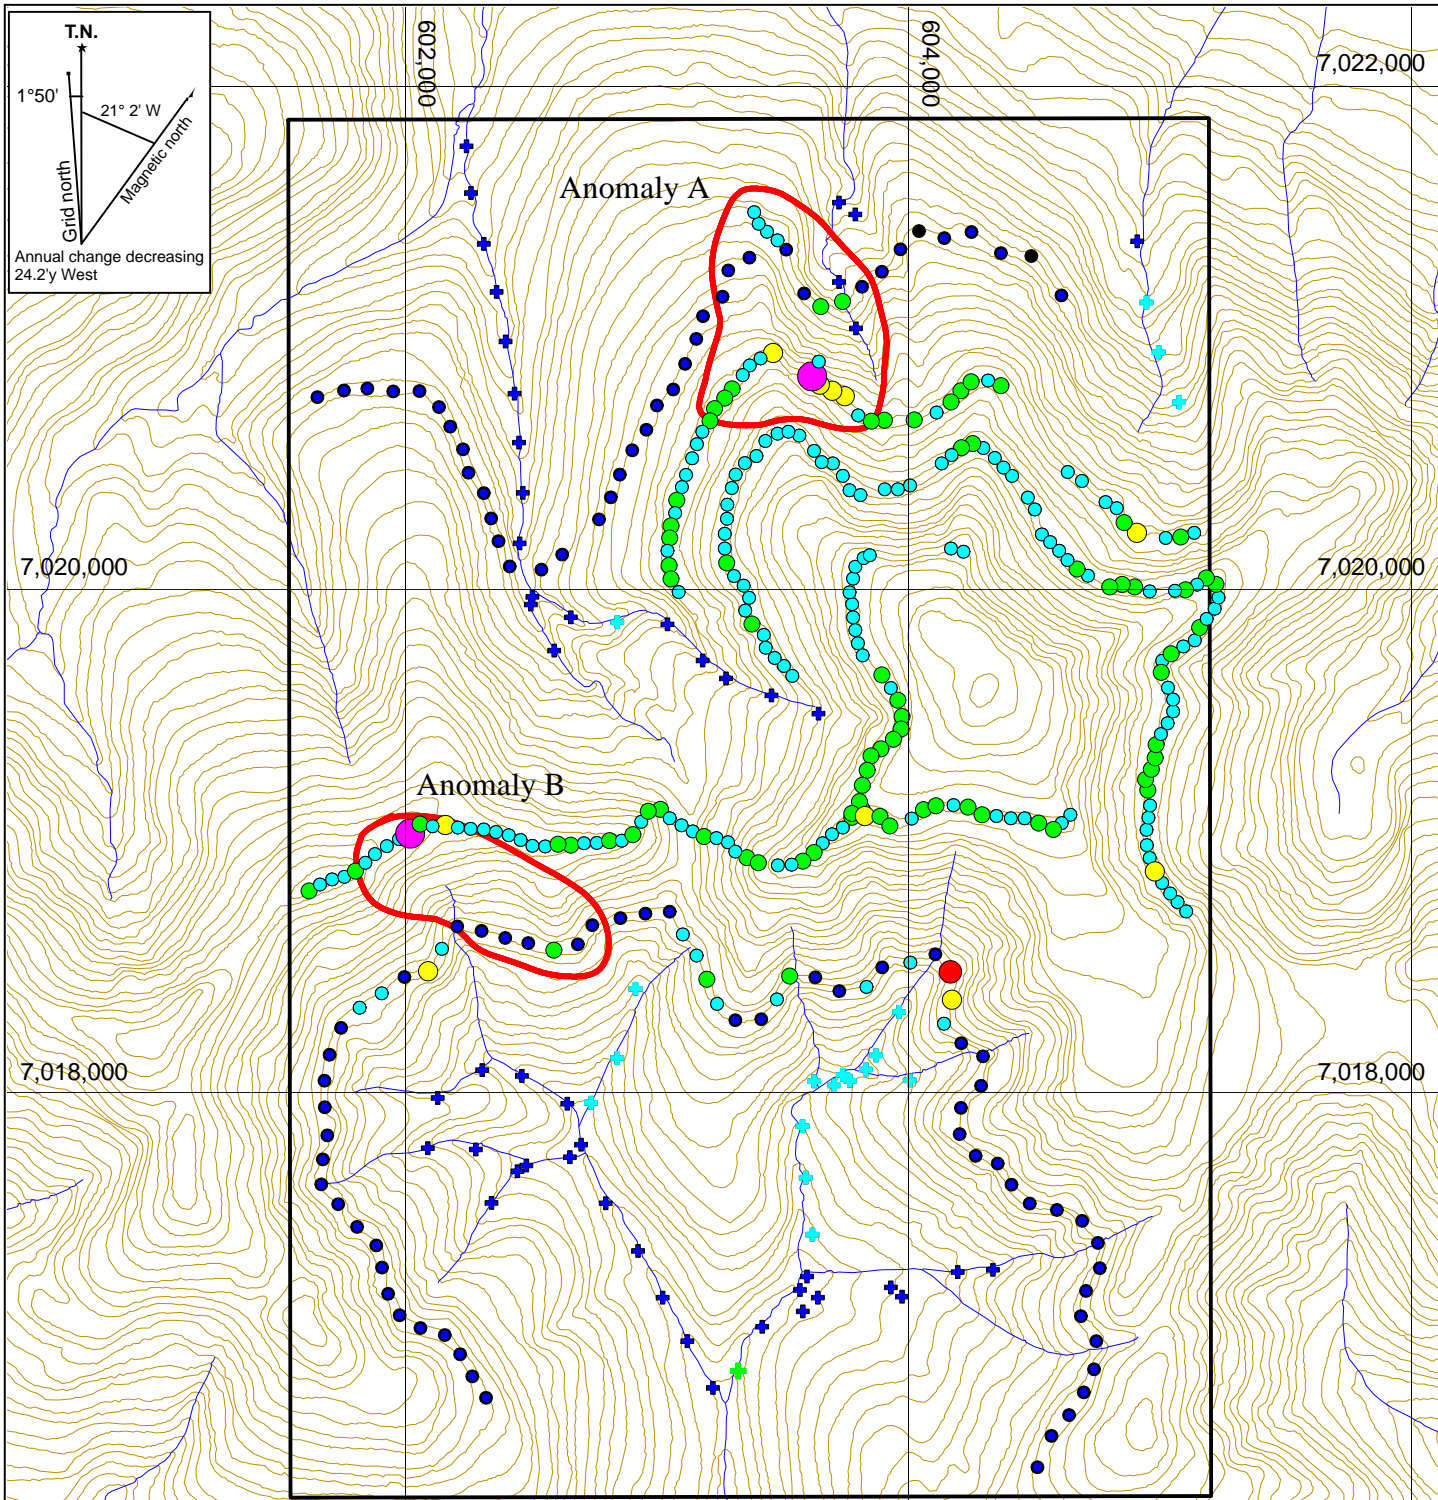 T.N.
1°50'
21° 2' W
Grid north
Magnetic north
Annual change decreasing
24.2'y West
602,000
604,000
7,022,000
Anomaly A
7,020,000
7,020,000
Anomaly B
7,018,000
7,018,000